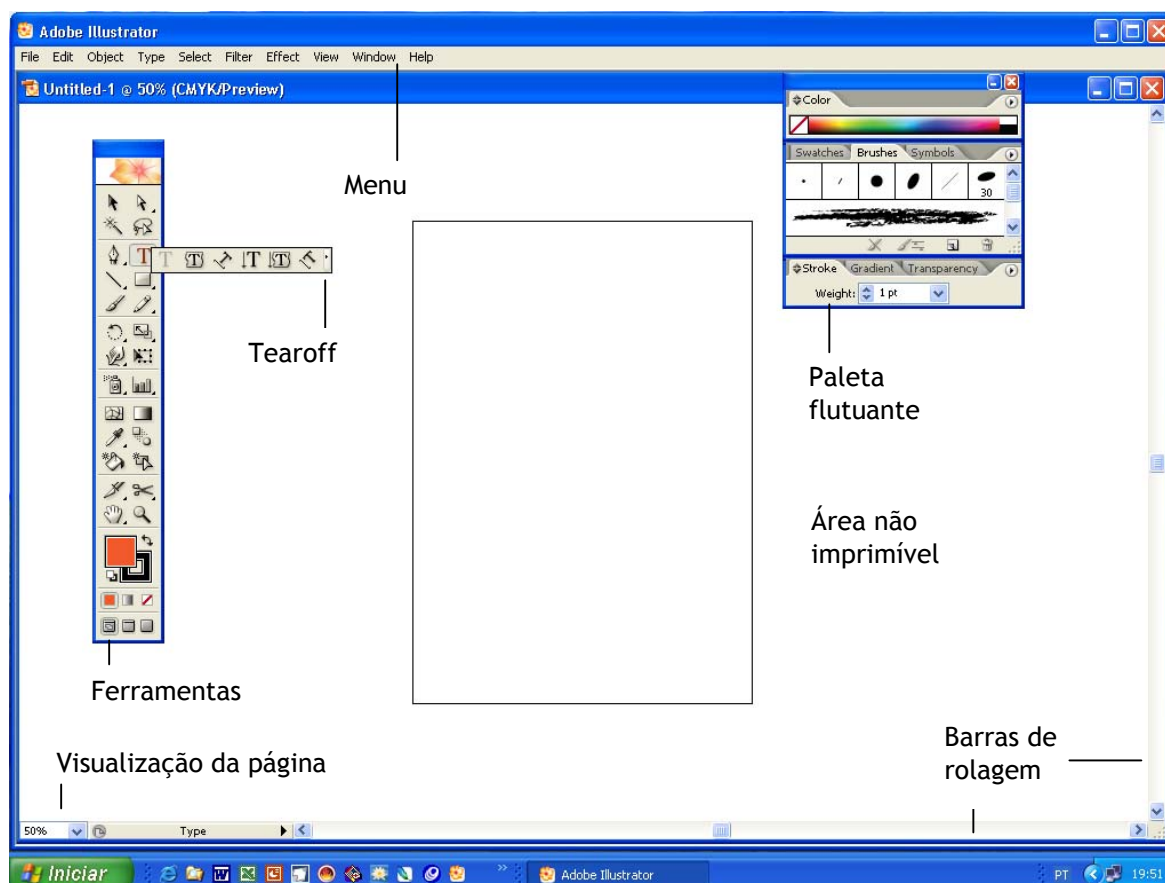 Adobe Illustrator
File Edit Object Type Select Filter Effect View Window Help
Untitled-1 @ 50% (CMYK/Preview)
Color
Swatches Brushes Symbols
30
Stroke Gradient Transparency
Weight: 1 pt
Menu
T T T T T
Tearoff
Paleta
flutuante
Área não
imprimível
Ferramentas
Visualização da página
Barras de
rolagem
50% Type
Iniciar Adobe Illustrator PT 19:51